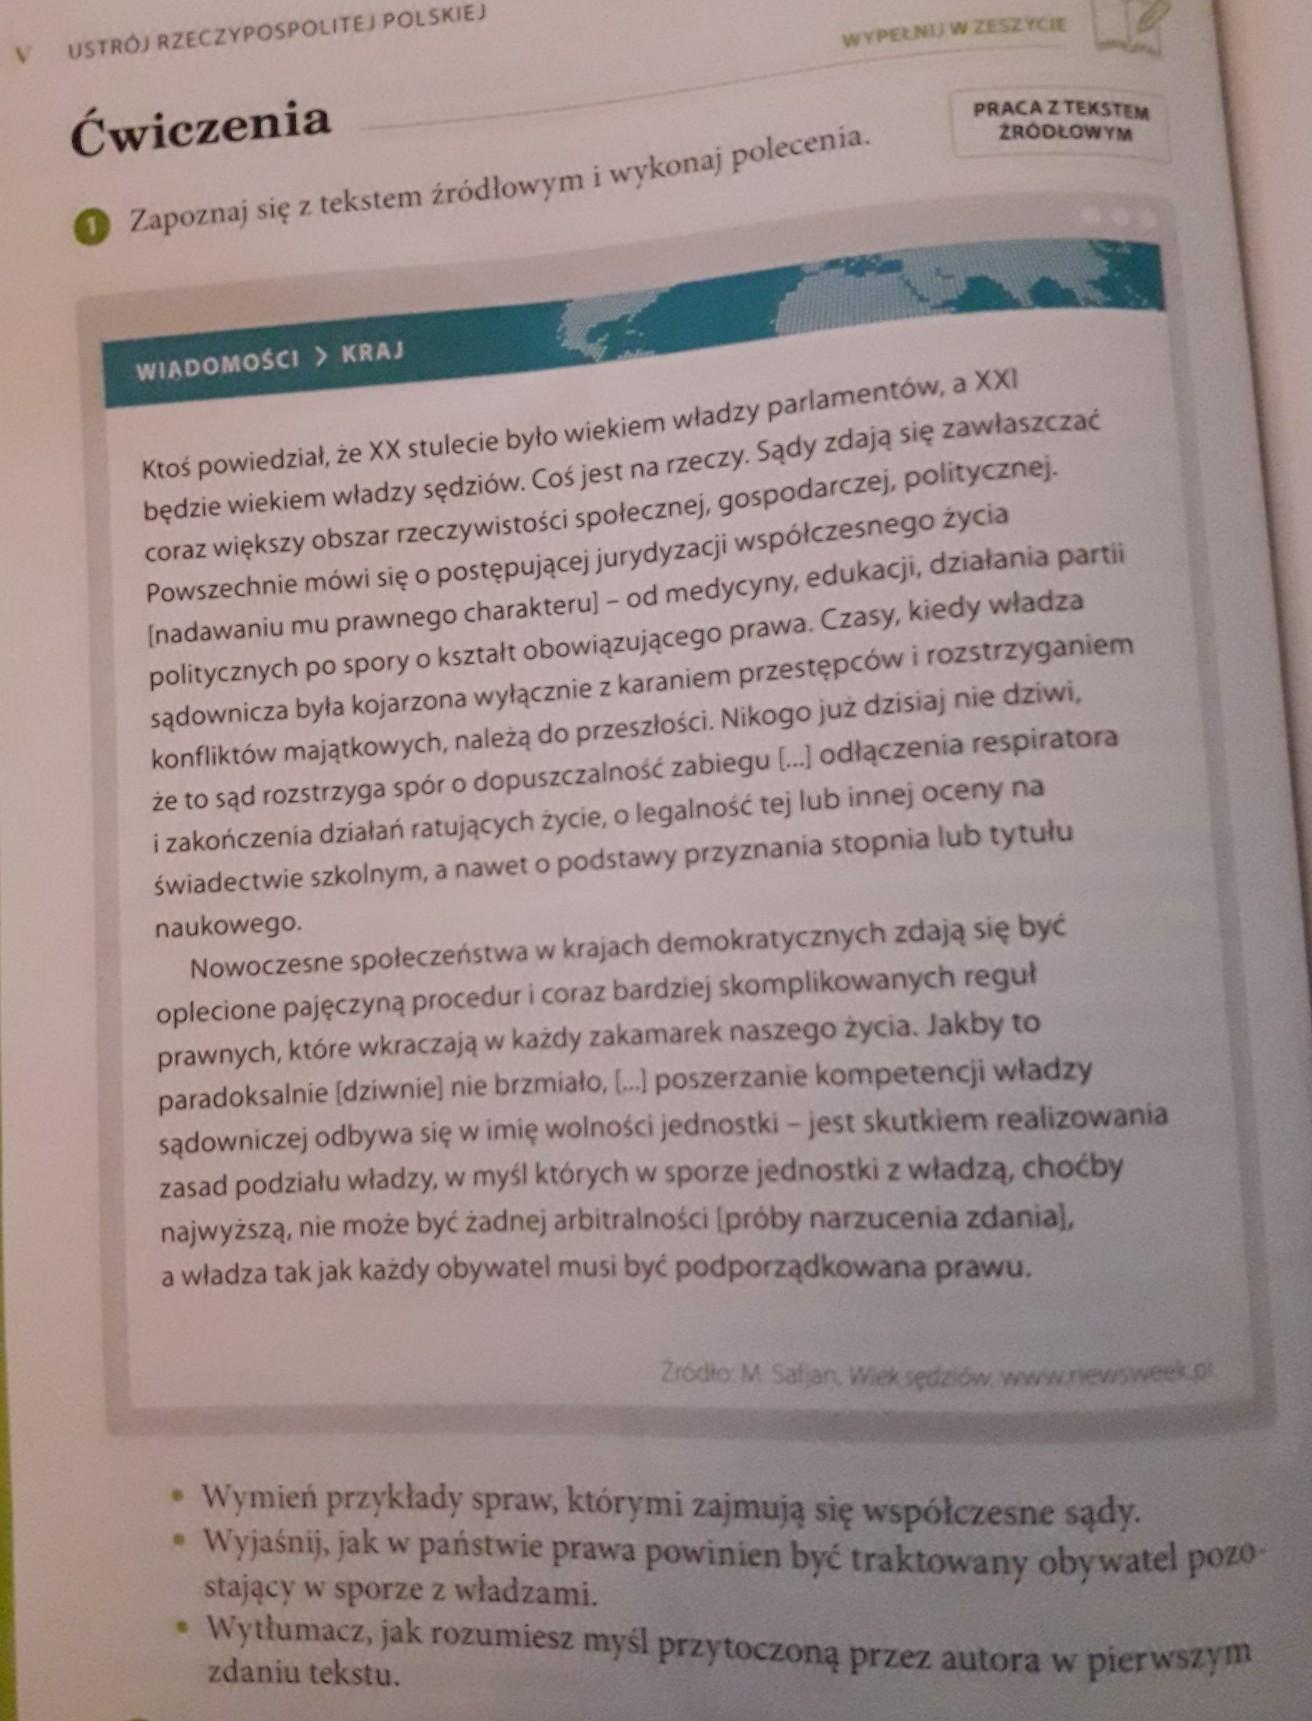 V USTRÓJ RZECZYPOSPOLITEJ POLSKIEJ
WYPEŁNIJ W ZESZYCIE
Ćwiczenia
PRACA Z TEKSTEM
ŹRÓDŁOWYM
1 Zapoznaj się z tekstem źródłowym i wykonaj polecenia.
WIADOMOŚCI > KRAJ
Ktoś powiedział, że XX stulecie było wiekiem władzy parlamentów, a XXI
będzie wiekiem władzy sędziów. Coś jest na rzeczy. Sądy zdają się zawłaszczać
coraz większy obszar rzeczywistości społecznej, gospodarczej, politycznej.
Powszechnie mówi się o postępującej jurydyzacji współczesnego życia
[nadawaniu mu prawnego charakteru] – od medycyny, edukacji, działania partii
politycznych po spory o kształt obowiązującego prawa. Czasy, kiedy władza
sądownicza była kojarzona wyłącznie z karaniem przestępców i rozstrzyganiem
konfliktów majątkowych, należą do przeszłości. Nikogo już dzisiaj nie dziwi,
że to sąd rozstrzyga spór o dopuszczalność zabiegu [...] odłączenia respiratora
i zakończenia działań ratujących życie, o legalność tej lub innej oceny na
świadectwie szkolnym, a nawet o podstawy przyznania stopnia lub tytułu
naukowego.
Nowoczesne społeczeństwa w krajach demokratycznych zdają się być
oplecione pajęczyną procedur i coraz bardziej skomplikowanych reguł
prawnych, które wkraczają w każdy zakamarek naszego życia. Jakby to
paradoksalnie [dziwnie] nie brzmiało, [...] poszerzanie kompetencji władzy
sądowniczej odbywa się w imię wolności jednostki – jest skutkiem realizowania
zasad podziału władzy, w myśl których w sporze jednostki z władzą, choćby
najwyższą, nie może być żadnej arbitralności [próby narzucenia zdania],
a władza tak jak każdy obywatel musi być podporządkowana prawu.
Źródło: M. Safjan, Wiek sędziów, www.newsweek.pl
• Wymień przykłady spraw, którymi zajmują się współczesne sądy.
• Wyjaśnij, jak w państwie prawa powinien być traktowany obywatel pozo-
stający w sporze z władzami.
• Wytłumacz, jak rozumiesz myśl przytoczoną przez autora w pierwszym
zdaniu tekstu.